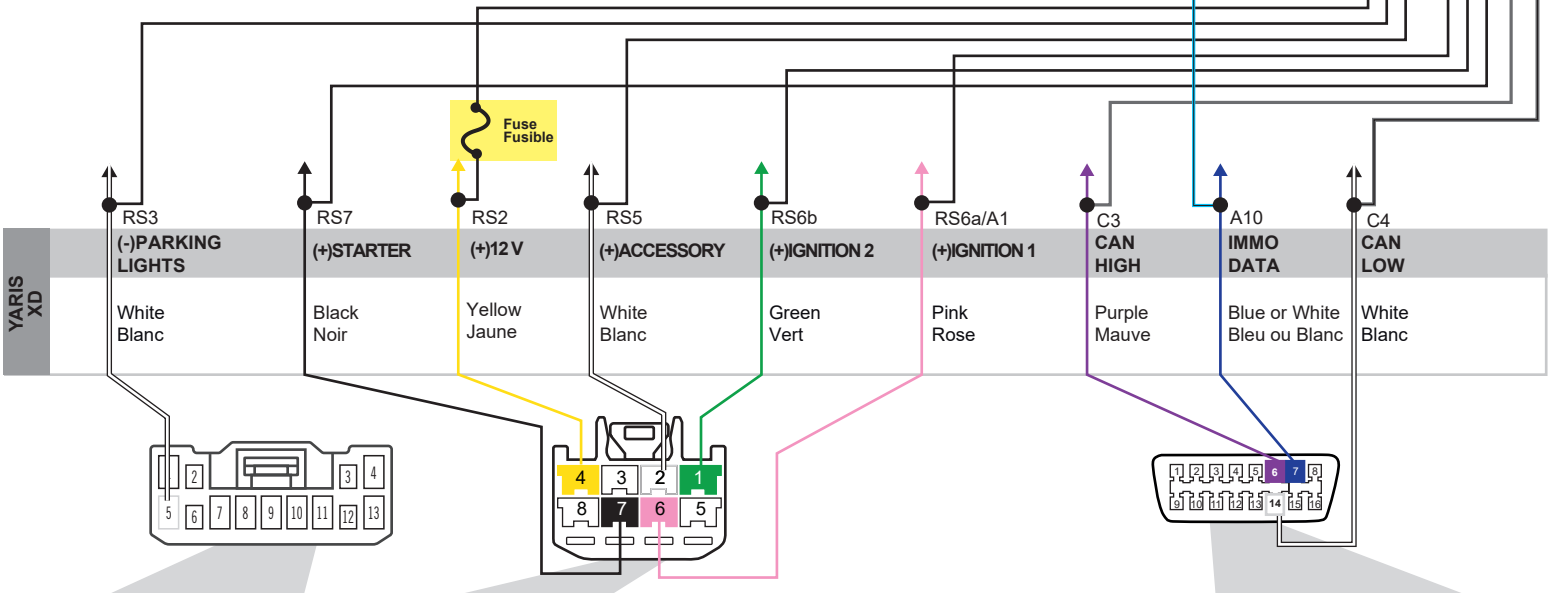 Fuse
Fusible
RS3
RS7
RS2
RS5
RS6b
RS6a/A1
C3
A10
C4
YARIS
XD
(-)PARKING
LIGHTS
(+)STARTER
(+)12 V
(+)ACCESSORY
(+)IGNITION 2
(+)IGNITION 1
CAN
HIGH
IMMO
DATA
CAN
LOW
White
Blanc
Black
Noir
Yellow
Jaune
White
Blanc
Green
Vert
Pink
Rose
Purple
Mauve
Blue or White
Bleu ou Blanc
White
Blanc
1 2 3 4
5 6 7 8 9 10 11 12 13
4 3 2 1
8 7 6 5
1 2 3 4 5 6 7 8
9 10 11 12 13 14 15 16